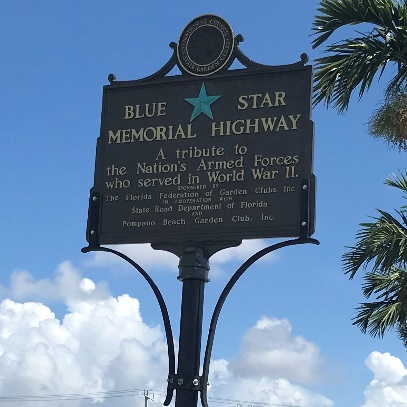 BLUE STAR
MEMORIAL HIGHWAY
A tribute to
the Nation's Armed Forces
who served in World War II.
SPONSORED BY
The Florida Federation of Garden Clubs Inc.
IN COOPERATION WITH
State Road Department of Florida
AND
Pompano Beach Garden Club, Inc.